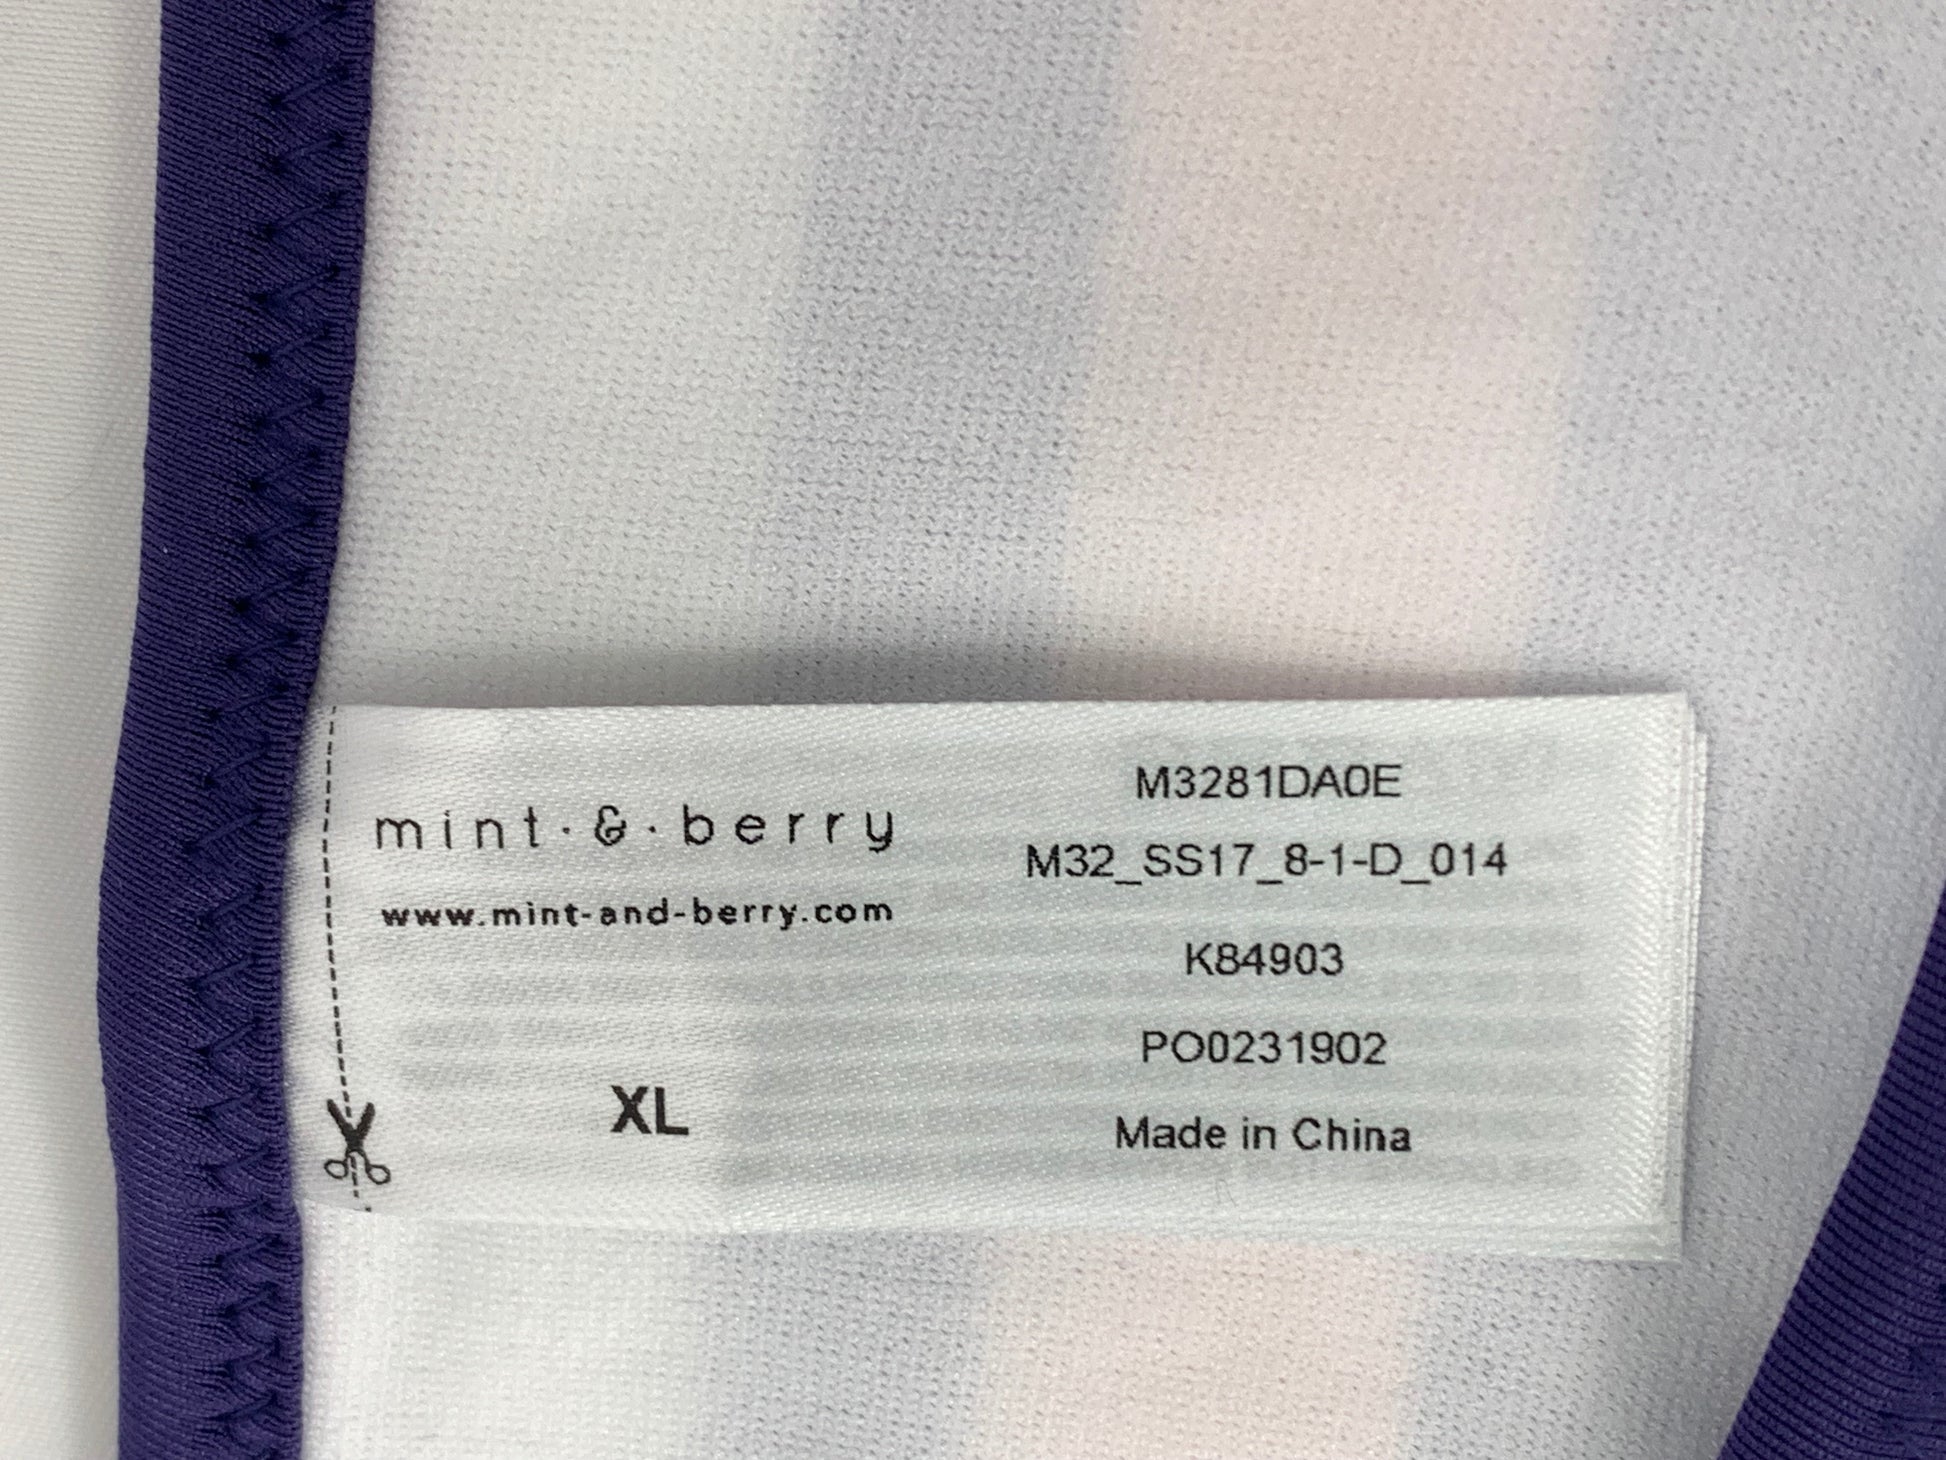 mint·&·berry
www.mint-and-berry.com
XL
M3281DA0E
M32_SS17_8-1-D_014
K84903
PO0231902
Made in China